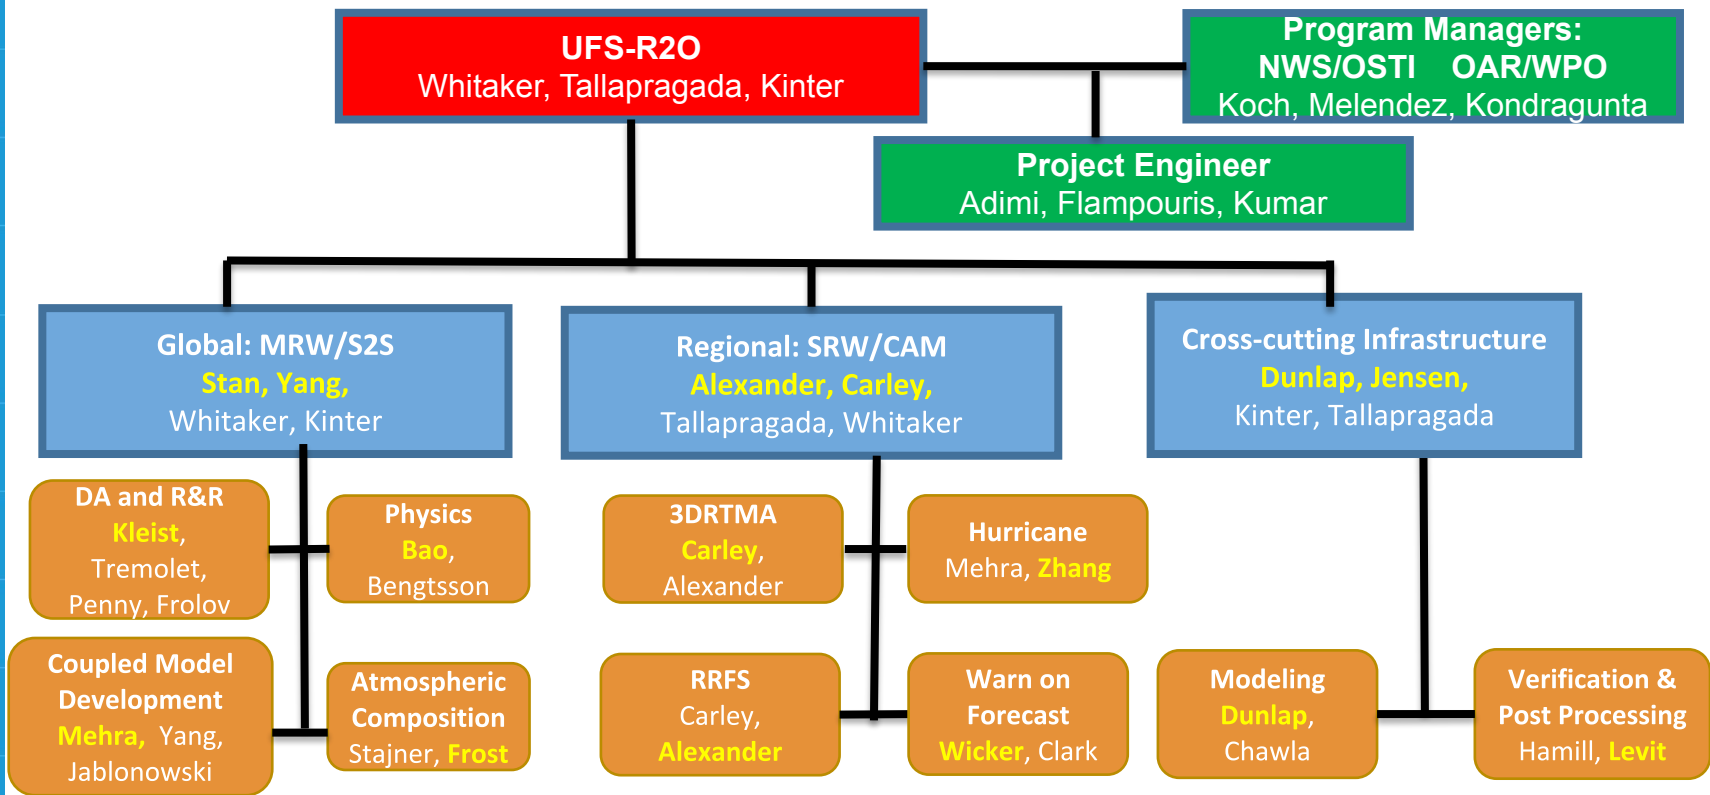 UFS-R2O
Whitaker, Tallapragada, Kinter
Program Managers:
NWS/OSTI OAR/WPO
Koch, Melendez, Kondragunta
Project Engineer
Adimi, Flampouris, Kumar
Global: MRW/S2S
Stan, Yang,
Whitaker, Kinter
Regional: SRW/CAM
Alexander, Carley,
Tallapragada, Whitaker
Cross-cutting Infrastructure
Dunlap, Jensen,
Kinter, Tallapragada
DA and R&R
Kleist,
Tremolet,
Penny, Frolov
Physics
Bao,
Bengtsson
3DRTMA
Carley,
Alexander
Hurricane
Mehra, Zhang
Coupled Model
Development
Mehra, Yang,
Jablonowski
Atmospheric
Composition
Stajner, Frost
RRFS
Carley,
Alexander
Warn on
Forecast
Wicker, Clark
Modeling
Dunlap,
Chawla
Verification &
Post Processing
Hamill, Levit